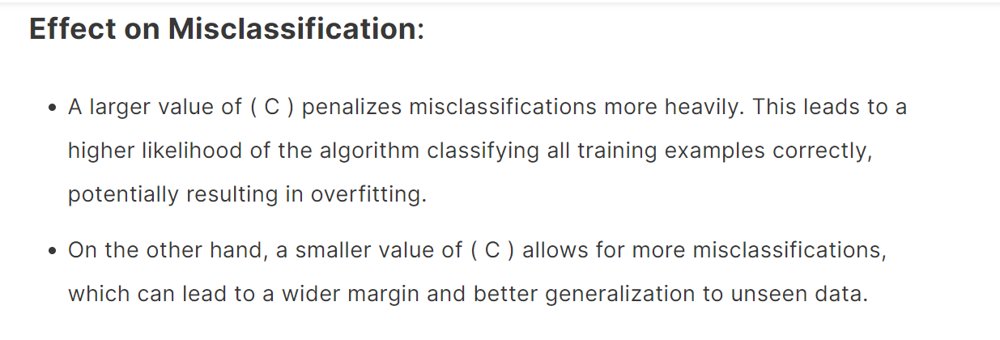 Effect on Misclassification:
• A larger value of ( C ) penalizes misclassifications more heavily. This leads to a
higher likelihood of the algorithm classifying all training examples correctly,
potentially resulting in overfitting.
• On the other hand, a smaller value of ( C ) allows for more misclassifications,
which can lead to a wider margin and better generalization to unseen data.